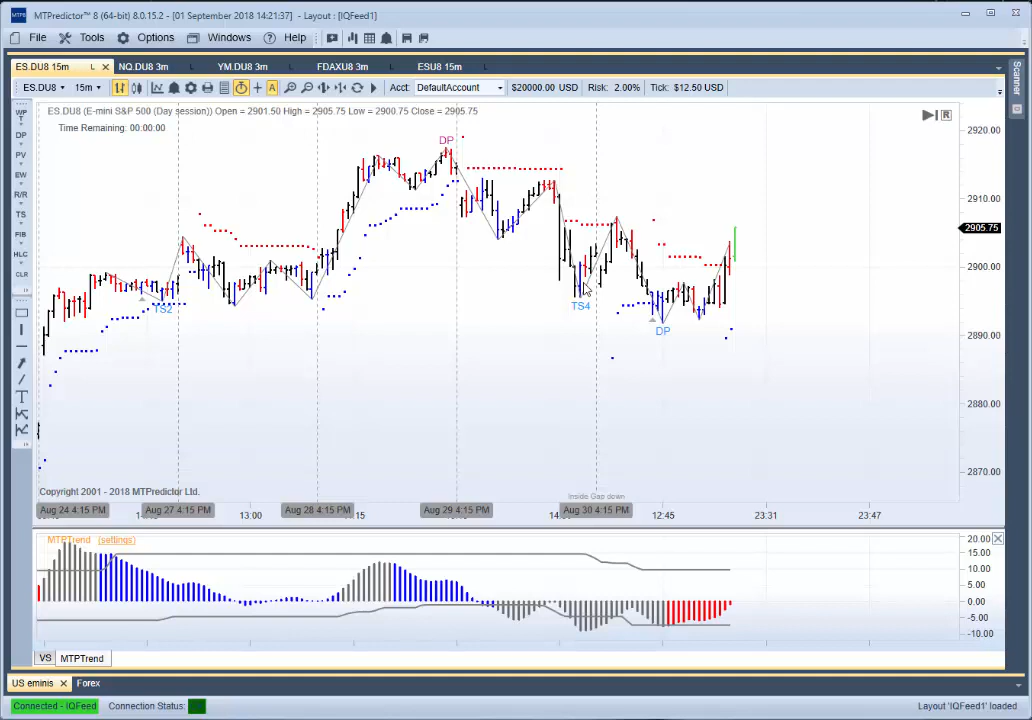 MTPredictor™ 8 (64-bit) 8.0.15.2 - [01 September 2018 14:21:37] - Layout : [IQFeed1]
File Tools Options Windows Help
ES.DU8 15m L NQ.DU8 3m L YM.DU8 3m L FDAXU8 3m L ESU8 15m L
ES.DU8 15m A Acct: DefaultAccount $20000.00 USD Risk: 2.00% Tick: $12.50 USD
Scanner
WP
T
DP
PV
EW
R/R
TS
FIB
HLC
CLR
T
ES.DU8 (E-mini S&P 500 (Day session)) Open = 2901.50 High = 2905.75 Low = 2900.75 Close = 2905.75
R
Time Remaining: 00:00:00
2920.00
DP
2910.00
2905.75
2900.00
TS2
TS4
DP
2890.00
2880.00
2870.00
Copyright 2001 - 2018 MTPredictor Ltd.
Inside Gap down
Aug 24 4:15 PM Aug 27 4:15 PM Aug 28 4:15 PM Aug 29 4:15 PM Aug 30 4:15 PM
13:00 12:45 23:31 23:47
MTPTrend (settings)
20.00
15.00
10.00
5.00
0.00
-5.00
-10.00
VS MTPTrend
US eminis Forex
Connected - IQFeed Connection Status: Layout 'IQFeed1' loaded